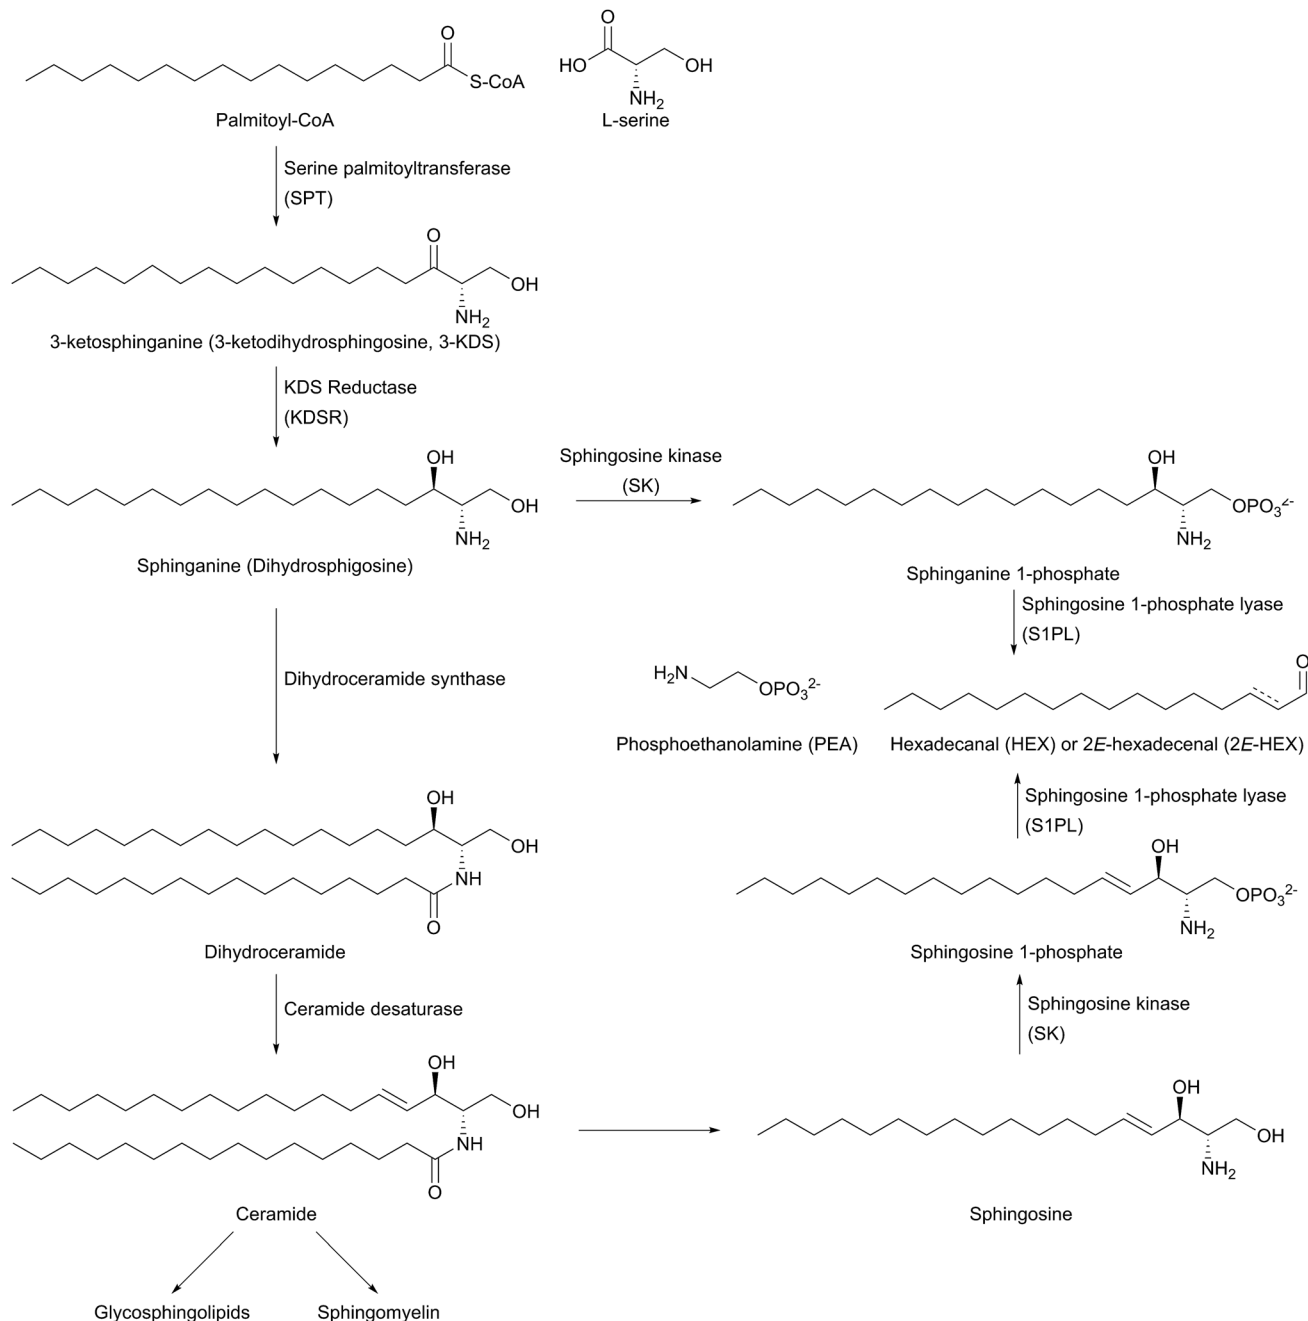 O
S-CoA
Palmitoyl-CoA
O
HO
OH
NH2
L-serine
Serine palmitoyltransferase
(SPT)
O
OH
NH2
3-ketosphinganine (3-ketodihydrosphingosine, 3-KDS)
KDS Reductase
(KDSR)
OH
OH
NH2
Sphinganine (Dihydrosphigosine)
Sphingosine kinase
(SK)
OH
OPO3 2-
NH2
Sphinganine 1-phosphate
Sphingosine 1-phosphate lyase
(S1PL)
Dihydroceramide synthase
H2N
OPO3 2-
Phosphoethanolamine (PEA)
O
Hexadecanal (HEX) or 2E-hexadecenal (2E-HEX)
Sphingosine 1-phosphate lyase
(S1PL)
OH
OH
NH
O
Dihydroceramide
OH
OPO3 2-
NH2
Sphingosine 1-phosphate
Ceramide desaturase
Sphingosine kinase
(SK)
OH
OH
NH
O
Ceramide
OH
OH
NH2
Sphingosine
Glycosphingolipids
Sphingomyelin